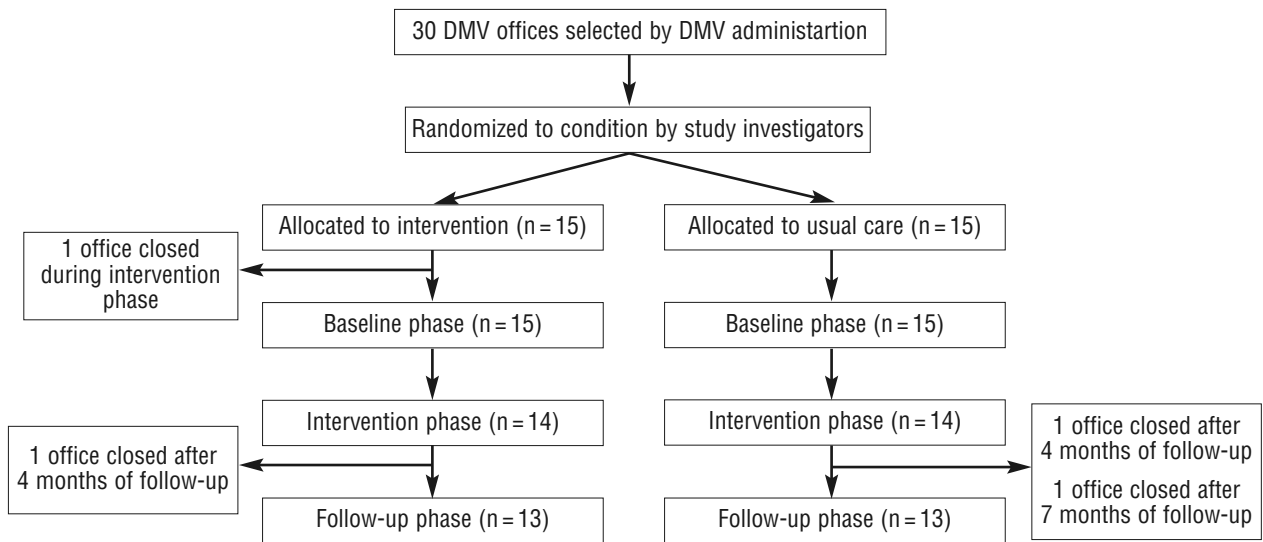 30 DMV offices selected by DMV administartion
Randomized to condition by study investigators
Allocated to intervention (n = 15)
Allocated to usual care (n = 15)
1 office closed
during intervention
phase
Baseline phase (n = 15)
Baseline phase (n = 15)
Intervention phase (n = 14)
Intervention phase (n = 14)
1 office closed after
4 months of follow-up
1 office closed after
4 months of follow-up
1 office closed after
7 months of follow-up
Follow-up phase (n = 13)
Follow-up phase (n = 13)